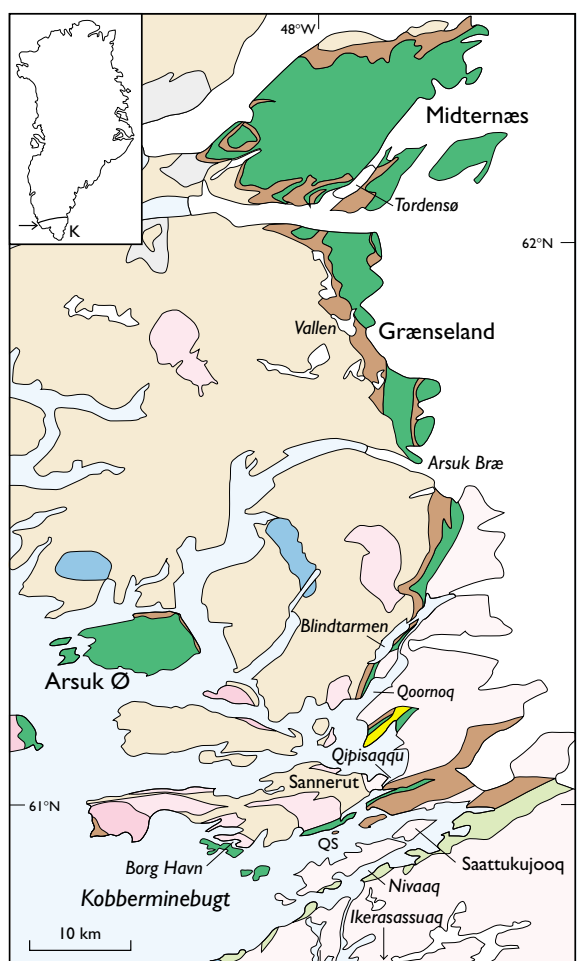 48°W
Midternæs
K
Tordensø
62°N
Vallen
Grænseland
Arsuk Bræ
Blindtarmen
Arsuk Ø
Qoornoq
Qipisaqqu
Sannerut
61°N
QS
Borg Havn
Saattukujooq
Kobberminebugt
Nivaaq
Ikerasassuaq
10 km